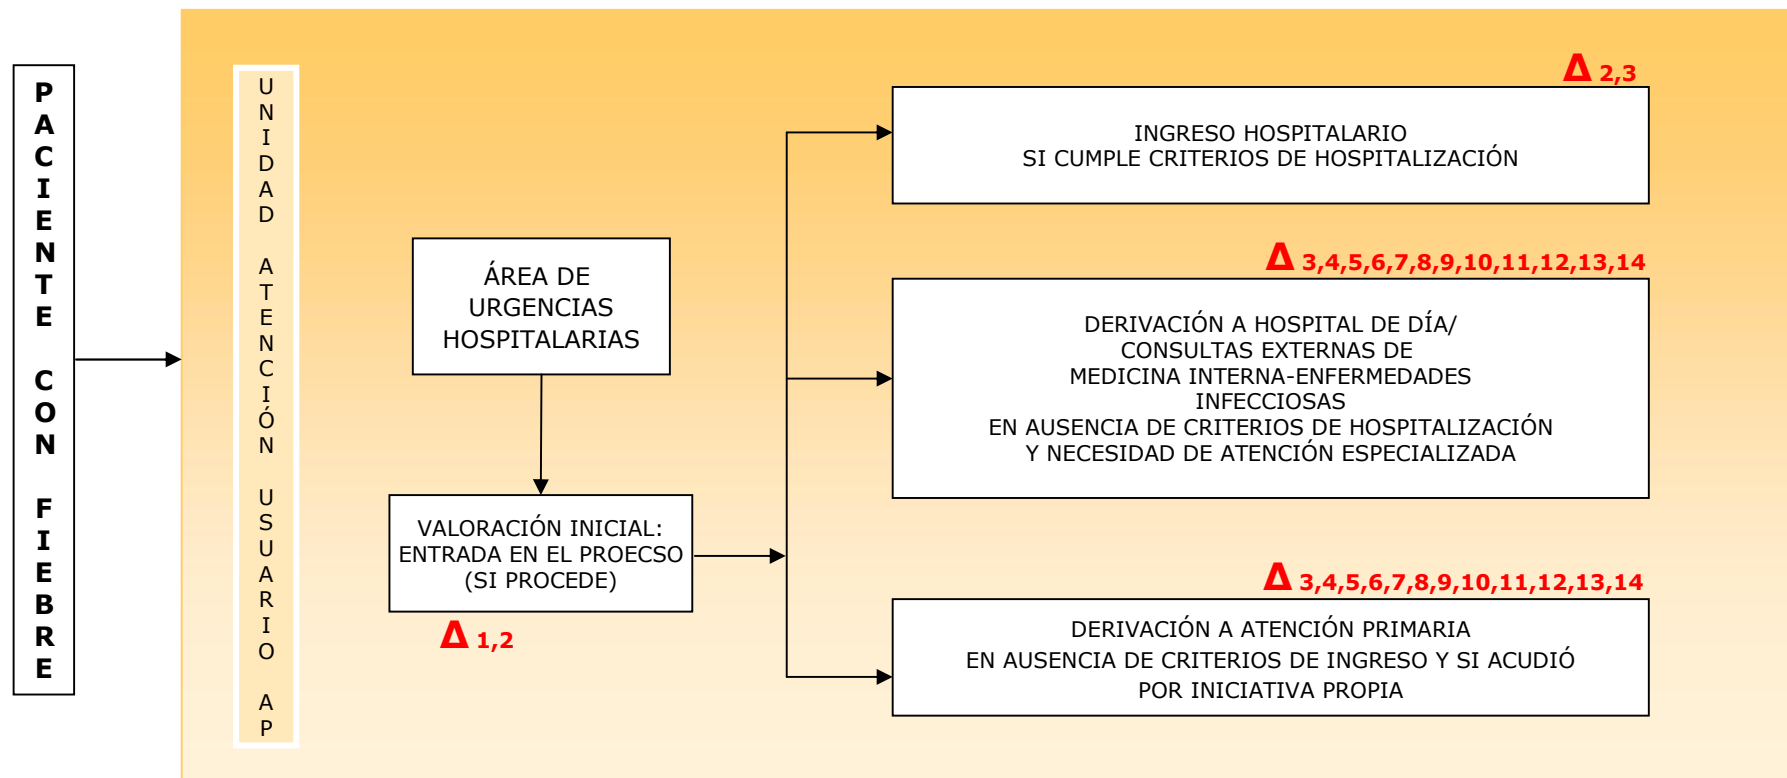 PACIENTE CON FIEBRE
UNIDAD ATENCIÓN USUARIO AP
ÁREA DE
URGENCIAS
HOSPITALARIAS
VALORACIÓN INICIAL:
ENTRADA EN EL PROECSO
(SI PROCEDE)
Δ 1,2
Δ 2,3
INGRESO HOSPITALARIO
SI CUMPLE CRITERIOS DE HOSPITALIZACIÓN
Δ 3,4,5,6,7,8,9,10,11,12,13,14
DERIVACIÓN A HOSPITAL DE DÍA/
CONSULTAS EXTERNAS DE
MEDICINA INTERNA-ENFERMEDADES
INFECCIOSAS
EN AUSENCIA DE CRITERIOS DE HOSPITALIZACIÓN
Y NECESIDAD DE ATENCIÓN ESPECIALIZADA
Δ 3,4,5,6,7,8,9,10,11,12,13,14
DERIVACIÓN A ATENCIÓN PRIMARIA
EN AUSENCIA DE CRITERIOS DE INGRESO Y SI ACUDIÓ
POR INICIATIVA PROPIA